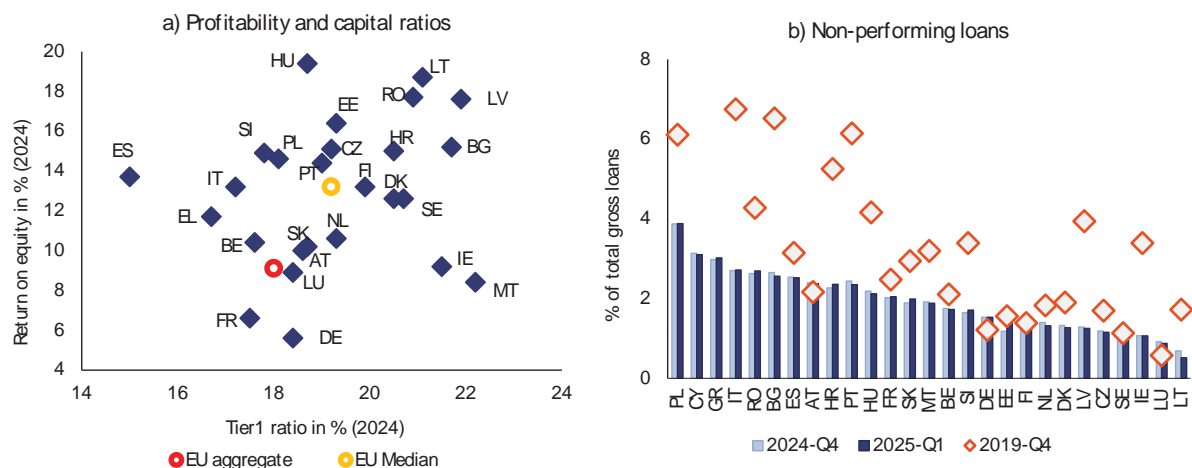 a) Profitability and capital ratios
Return on equity in % (2024)
20
18
16
14
12
10
8
6
4
HU
LT
RO
LV
EE
SI
PL
CZ
HR
BG
ES
PT
FI
IT
DK
SE
EL
NL
BE
SK
AT
IE
LU
MT
FR
DE
14
16
18
20
22
24
Tier1 ratio in % (2024)
EU aggregate
EU Median
b) Non-performing loans
% of total gross loans
8
6
4
2
0
PL
CY
GR
IT
RO
BG
ES
AT
HR
PT
HU
FR
SK
MT
BE
SI
DE
EE
FI
NL
DK
LV
CZ
SE
IE
LU
LT
2024-Q4
2025-Q1
2019-Q4